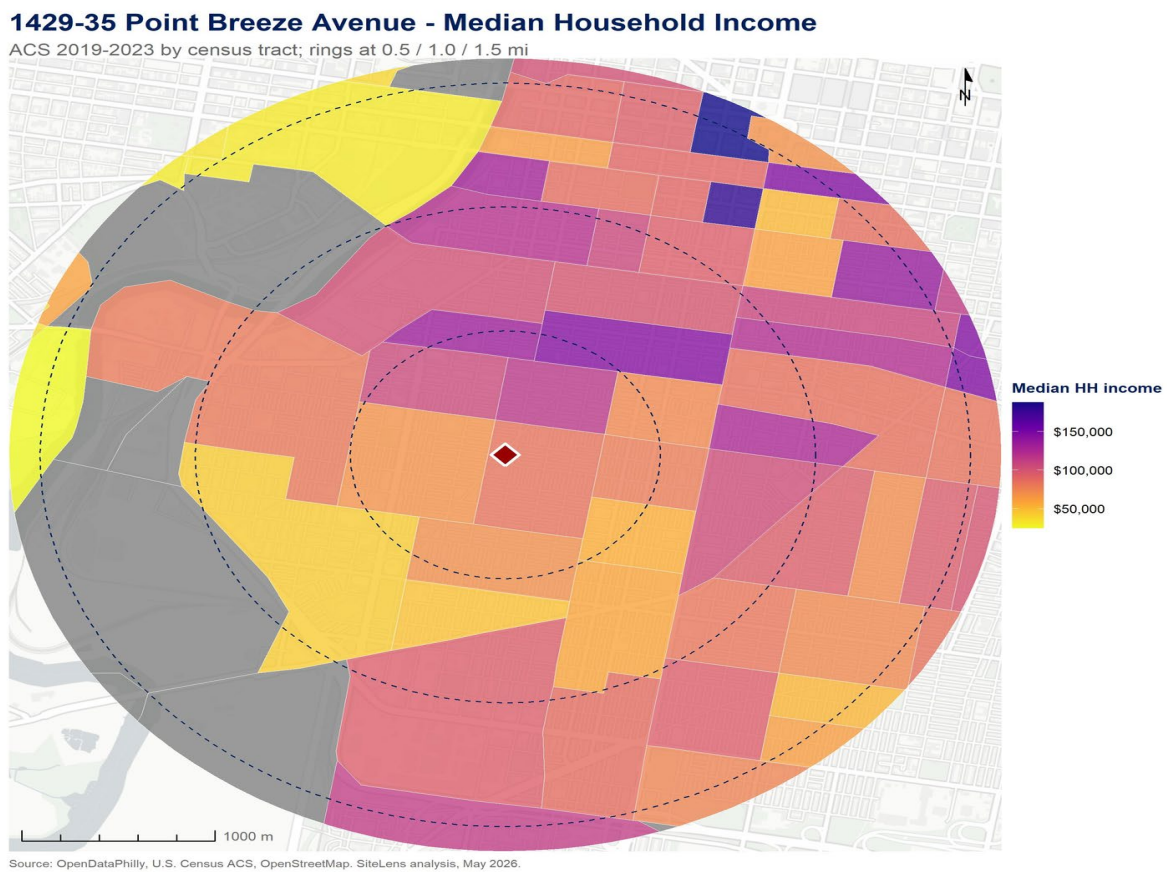 1429-35 Point Breeze Avenue - Median Household Income
ACS 2019-2023 by census tract; rings at 0.5 / 1.0 / 1.5 mi
N
Median HH income
$150,000
$100,000
$50,000
1000 m
Source: OpenDataPhilly, U.S. Census ACS, OpenStreetMap. SiteLens analysis, May 2026.